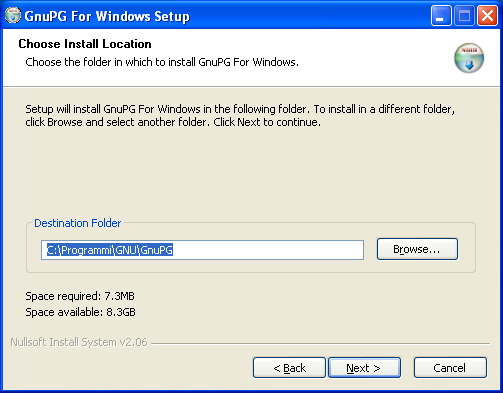 GnuPG For Windows Setup
Choose Install Location
Choose the folder in which to install GnuPG For Windows.
Setup will install GnuPG For Windows in the following folder. To install in a different folder,
click Browse and select another folder. Click Next to continue.
Destination Folder
C:\Programmi\GNU\GnuPG
Browse...
Space required: 7.3MB
Space available: 8.3GB
Nullsoft Install System v2.06
< Back
Next >
Cancel